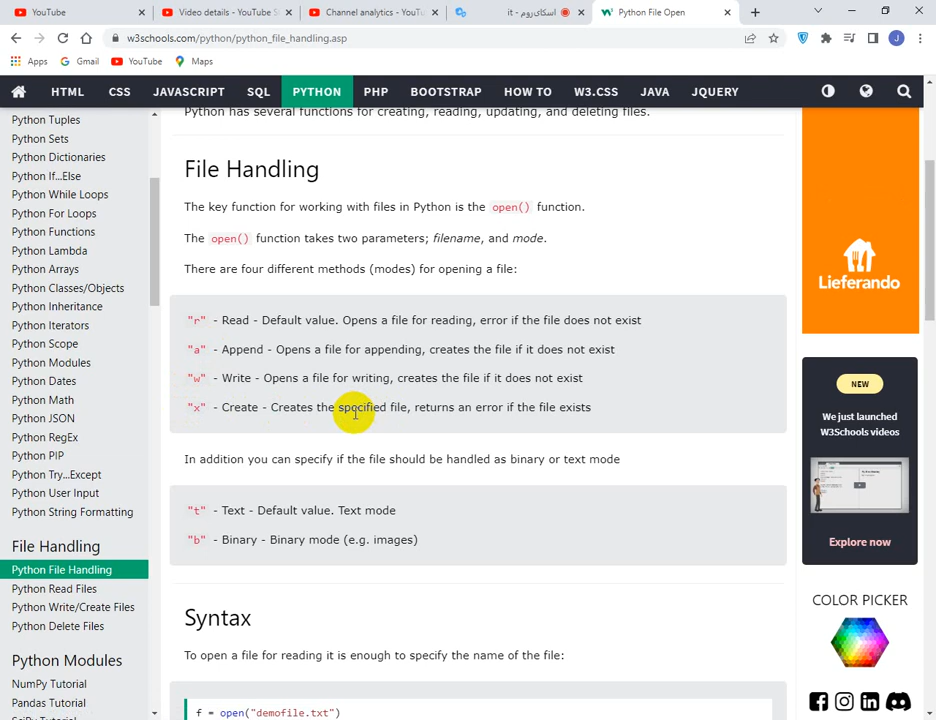 YouTube
Video details - YouTube S
Channel analytics - YouTu
it - اسکای‌روم
Python File Open
w3schools.com/python/python_file_handling.asp
J
Apps
Gmail
YouTube
Maps
HTML
CSS
JAVASCRIPT
SQL
PYTHON
PHP
BOOTSTRAP
HOW TO
W3.CSS
JAVA
JQUERY
Python Tuples
Python Sets
Python Dictionaries
Python If...Else
Python While Loops
Python For Loops
Python Functions
Python Lambda
Python Arrays
Python Classes/Objects
Python Inheritance
Python Iterators
Python Scope
Python Modules
Python Dates
Python Math
Python JSON
Python RegEx
Python PIP
Python Try...Except
Python User Input
Python String Formatting
File Handling
Python File Handling
Python Read Files
Python Write/Create Files
Python Delete Files
Python Modules
NumPy Tutorial
Pandas Tutorial
SciPy Tutorial
Python has several functions for creating, reading, updating, and deleting files.
File Handling
The key function for working with files in Python is the open() function.
The open() function takes two parameters; filename, and mode.
There are four different methods (modes) for opening a file:
"r" - Read - Default value. Opens a file for reading, error if the file does not exist
"a" - Append - Opens a file for appending, creates the file if it does not exist
"w" - Write - Opens a file for writing, creates the file if it does not exist
"x" - Create - Creates the specified file, returns an error if the file exists
In addition you can specify if the file should be handled as binary or text mode
"t" - Text - Default value. Text mode
"b" - Binary - Binary mode (e.g. images)
Syntax
To open a file for reading it is enough to specify the name of the file:
f = open("demofile.txt")
Lieferando
NEW
We just launched
W3Schools videos
Explore now
COLOR PICKER